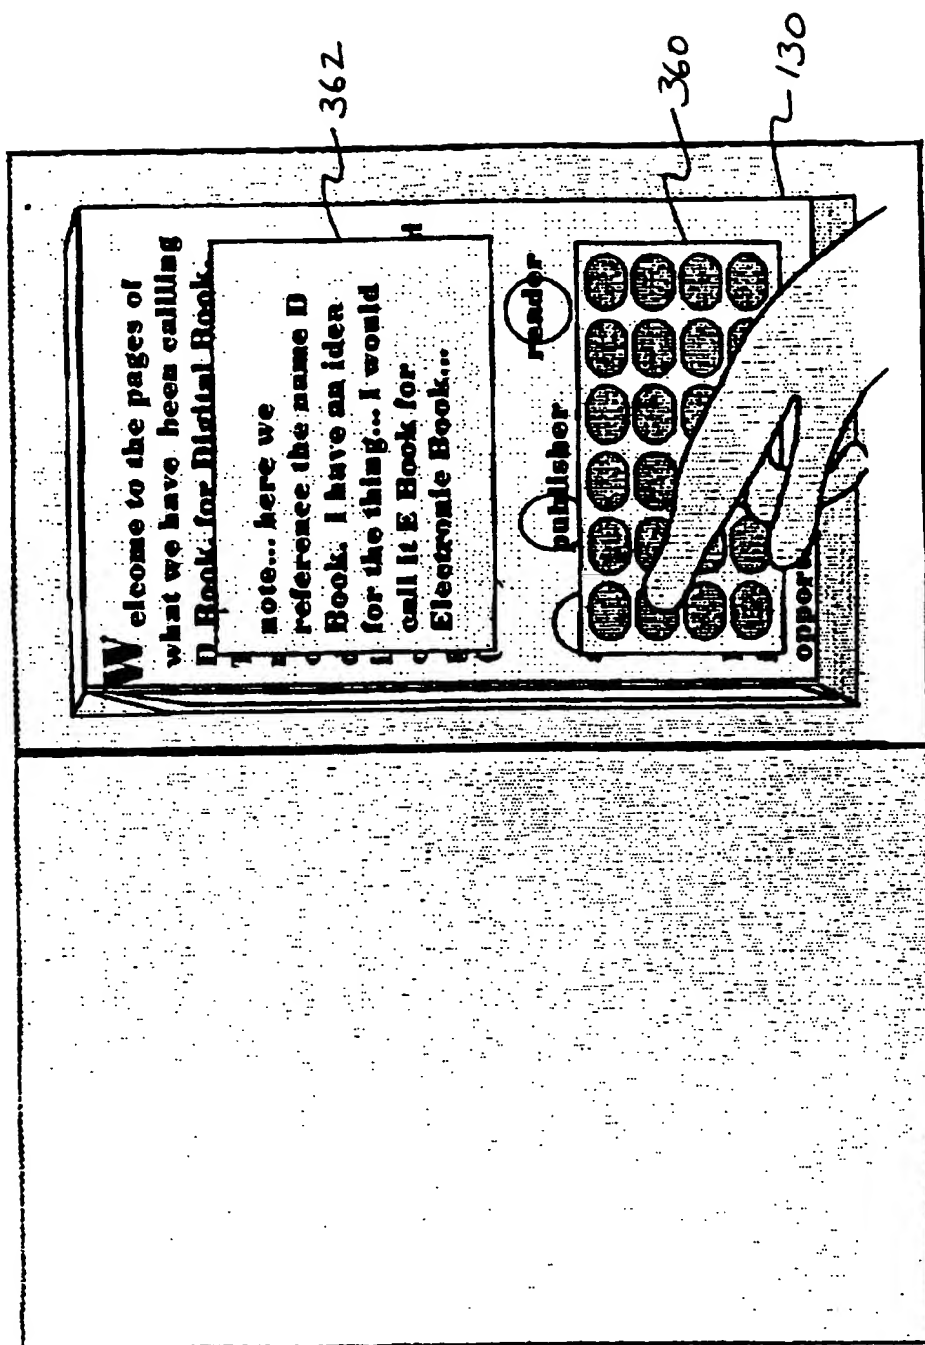 Welcome to the pages of
what we have been callling
D Book, for Digital Book.
note... here we
reference the name D
Book. I have an idea
for the thing... I would
call it E Book for
Electronic Book...
publisher
reader
opport
362
360
130